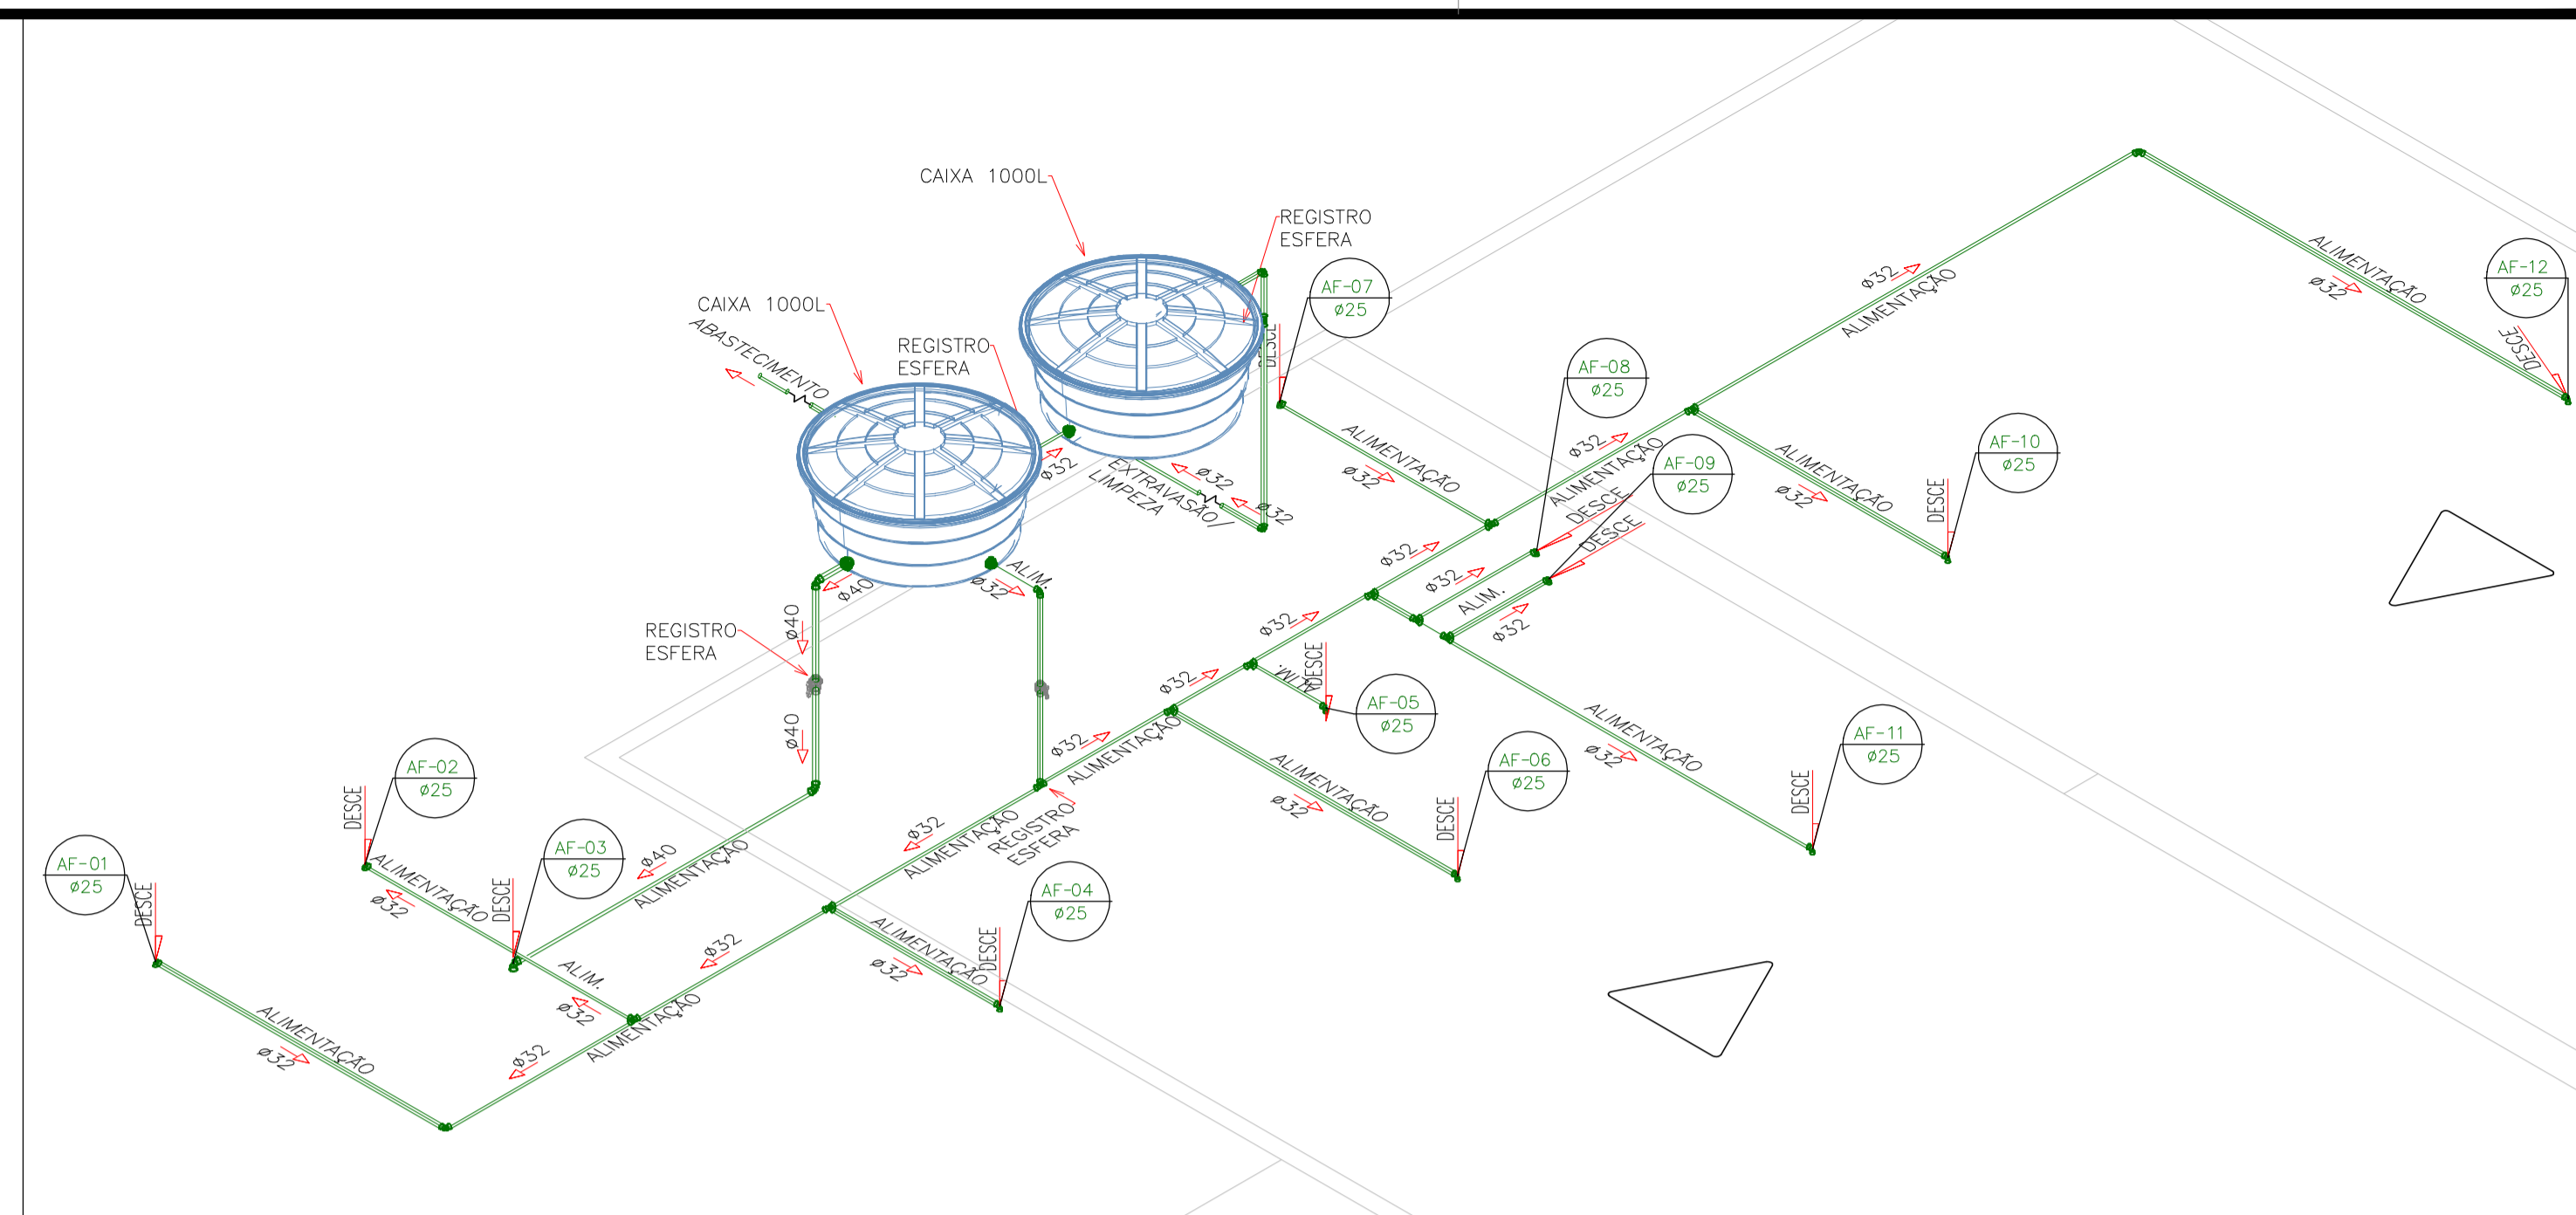 CAIXA 1000L
REGISTRO
ESFERA
AF-07
ø25
DESCE
CAIXA 1000L
ABASTECIMENTO
REGISTRO
ESFERA
ø32
EXTRAVASÃO/
LIMPEZA
ø32
ø32
ALIMENTAÇÃO
ø32
ø32
ALIMENTAÇÃO
ALIMENTAÇÃO
ø32
AF-12
ø25
DESCE
AF-08
ø25
DESCE
AF-09
ø25
DESCE
ø32
ALIMENTAÇÃO
ALIMENTAÇÃO
ø32
AF-10
ø25
DESCE
ø32
ø32
ALIM.
ø32
ø40
ø40
ALIM.
ø32
REGISTRO
ESFERA
ø40
ø32
ALIM.
DESCE
AF-05
ø25
ø32
ø32
ALIMENTAÇÃO
ALIMENTAÇÃO
ø32
AF-11
ø25
DESCE
ALIMENTAÇÃO
ø32
AF-06
ø25
DESCE
REGISTRO
ESFERA
ø32
ALIMENTAÇÃO
AF-02
ø25
DESCE
AF-01
ø25
DESCE
AF-03
ø25
DESCE
ALIMENTAÇÃO
ø32
ø40
ALIMENTAÇÃO
AF-04
ø25
DESCE
ALIMENTAÇÃO
ø32
ø32
ALIM.
ø32
ALIMENTAÇÃO
ø32
ALIMENTAÇÃO
ø32